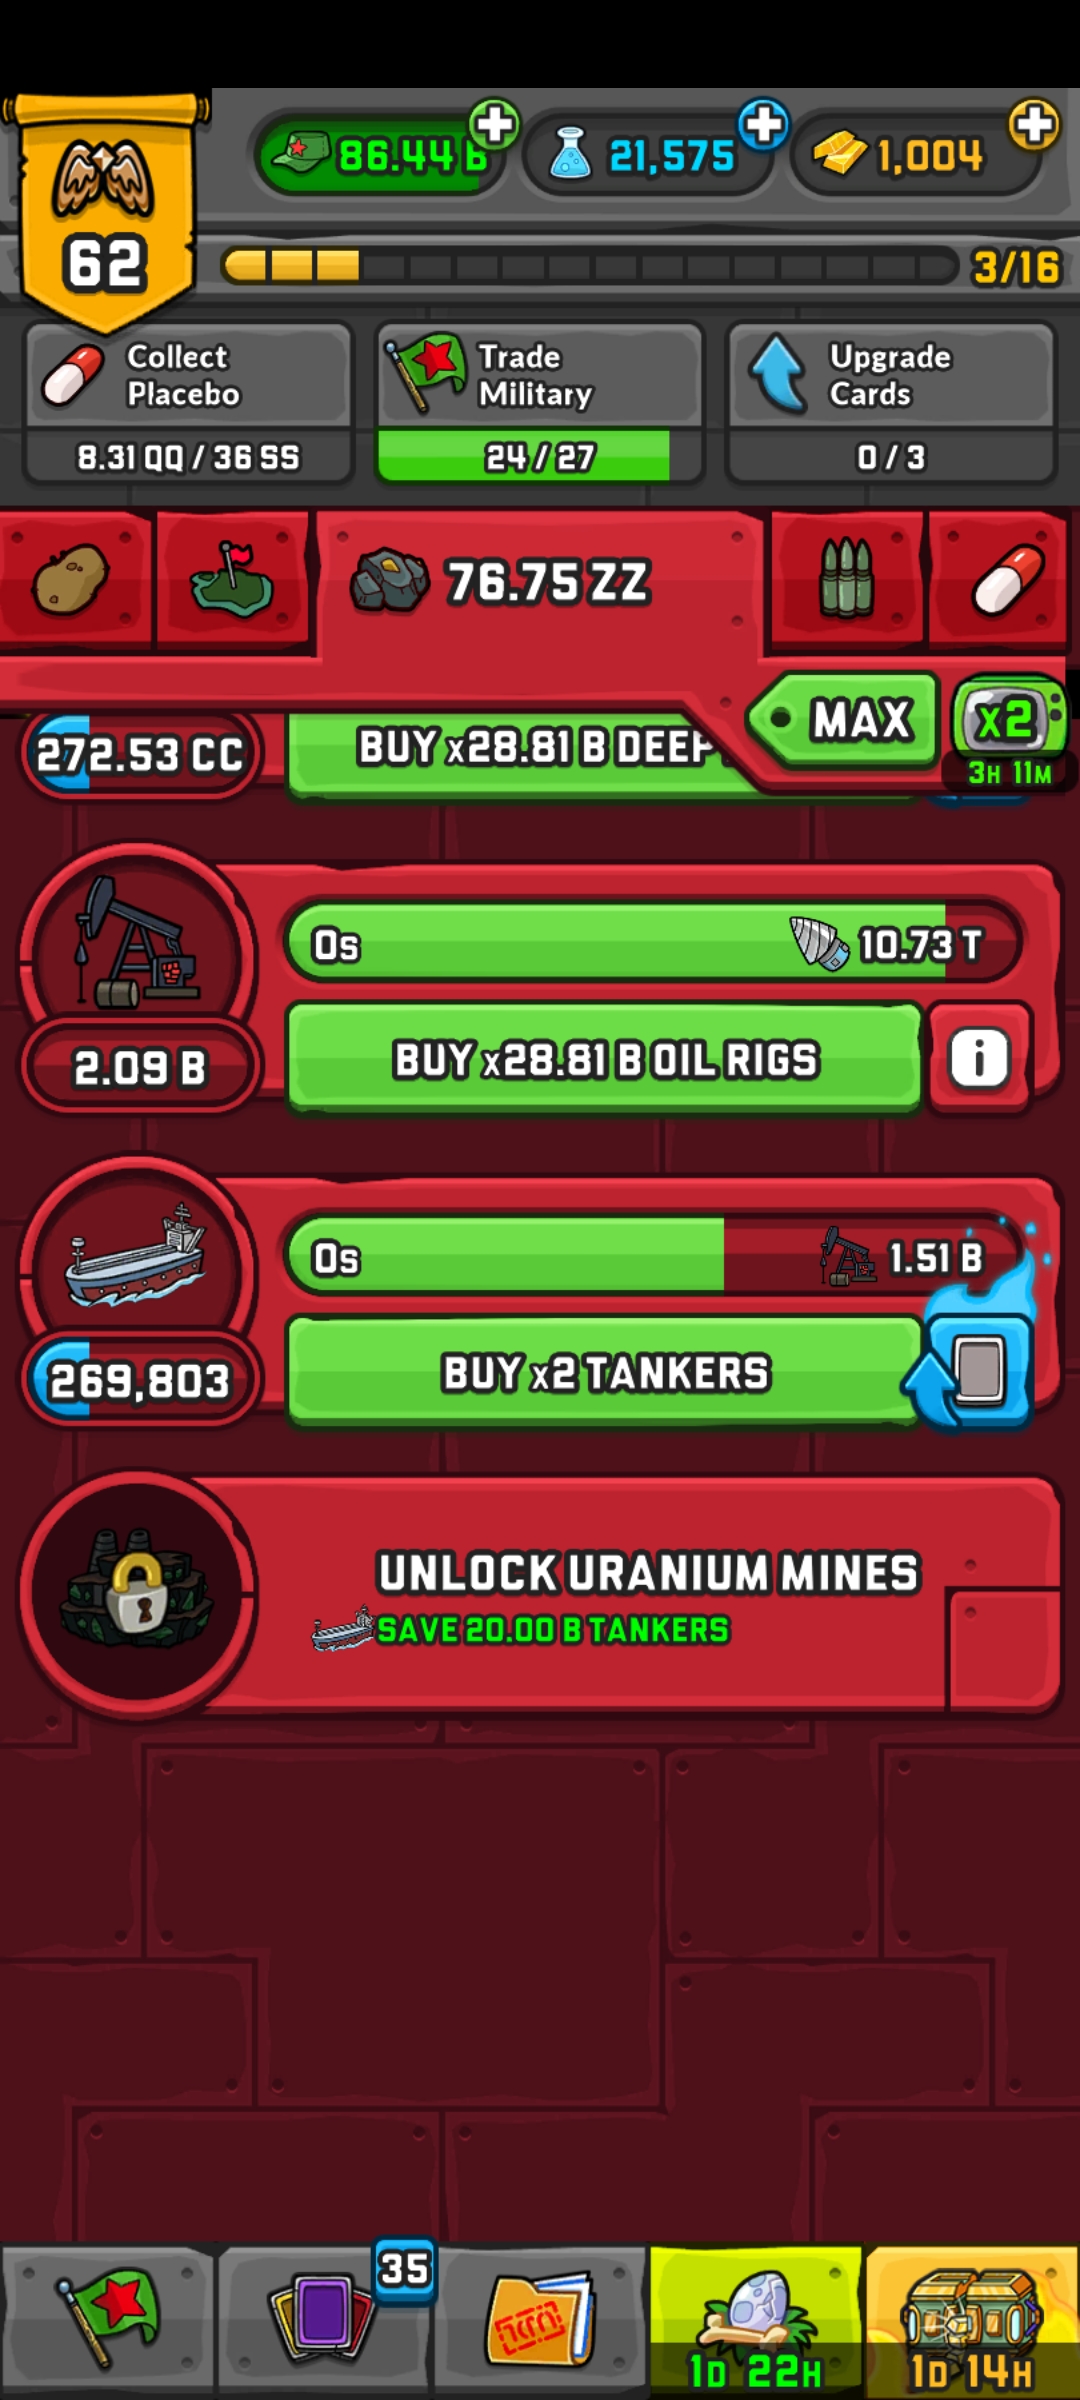 86.44 B
21,575
1,004
62
3/16
Collect
Placebo
8.31 QQ / 36 SS
Trade
Military
24 / 27
Upgrade
Cards
0 / 3
76.75 ZZ
MAX
x2
3H 11M
272.53 CC
BUY x28.81 B DEEP
0s
10.73 T
2.09 B
BUY x28.81 B OIL RIGS
i
0s
1.51 B
269,803
BUY x2 TANKERS
UNLOCK URANIUM MINES
SAVE 20.00 B TANKERS
35
1D 22H
1D 14H